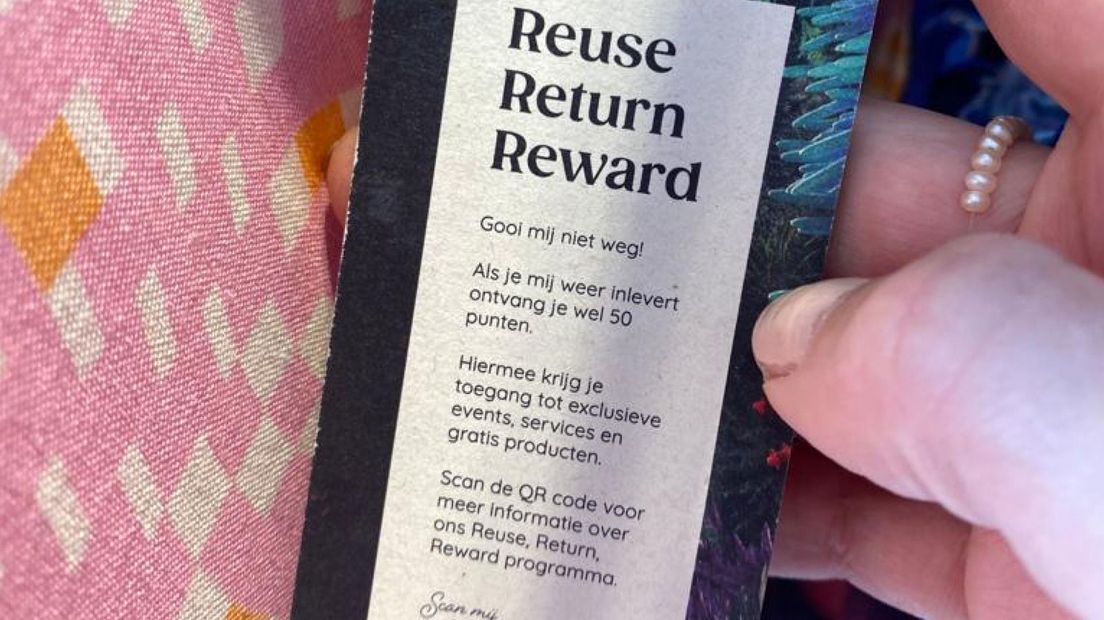 Reuse
Return
Reward
Gooi mij niet weg!
Als je mij weer inlevert
ontvang je wel 50
punten.
Hiermee krijg je
toegang tot exclusieve
events, services en
gratis producten.
Scan de QR code voor
meer informatie over
ons Reuse, Return,
Reward programma.
Scan mij